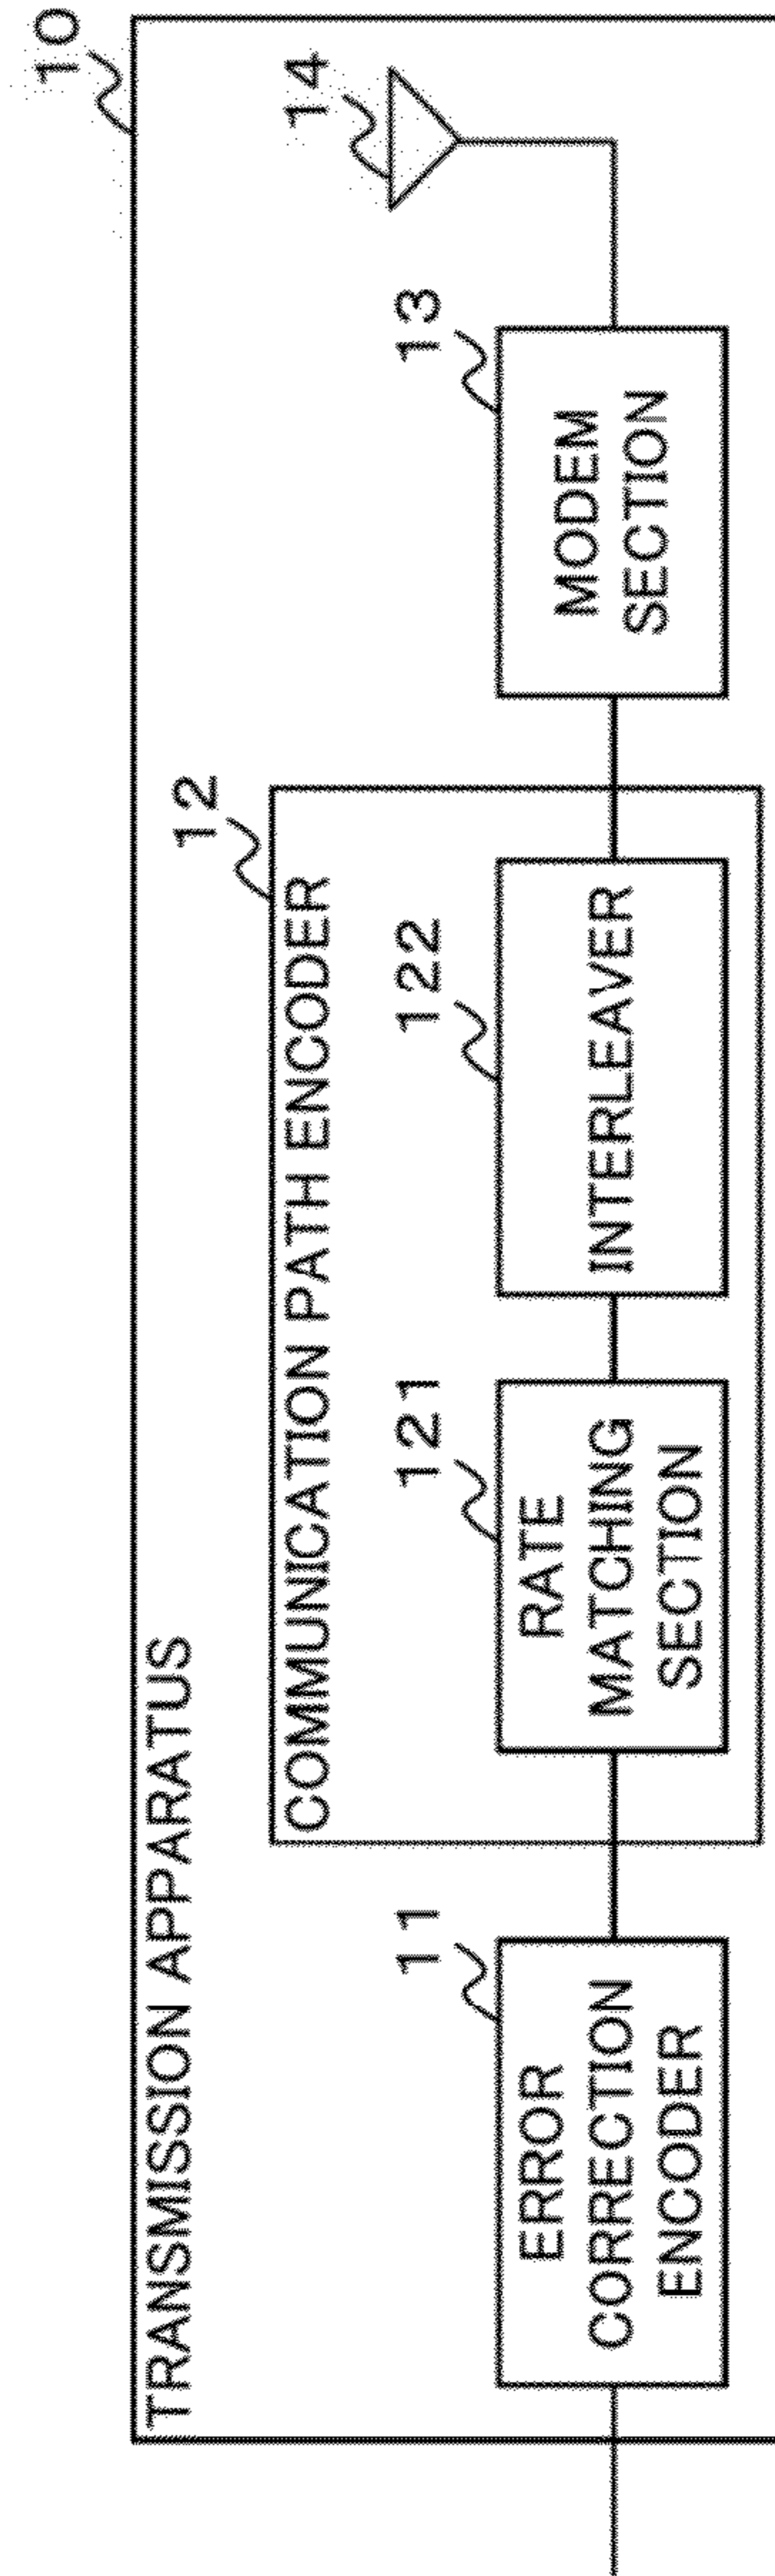 10
TRANSMISSION APPARATUS
12
COMMUNICATION PATH ENCODER
14
11
ERROR
CORRECTION
ENCODER
121
RATE
MATCHING
SECTION
122
INTERLEAVER
13
MODEM
SECTION